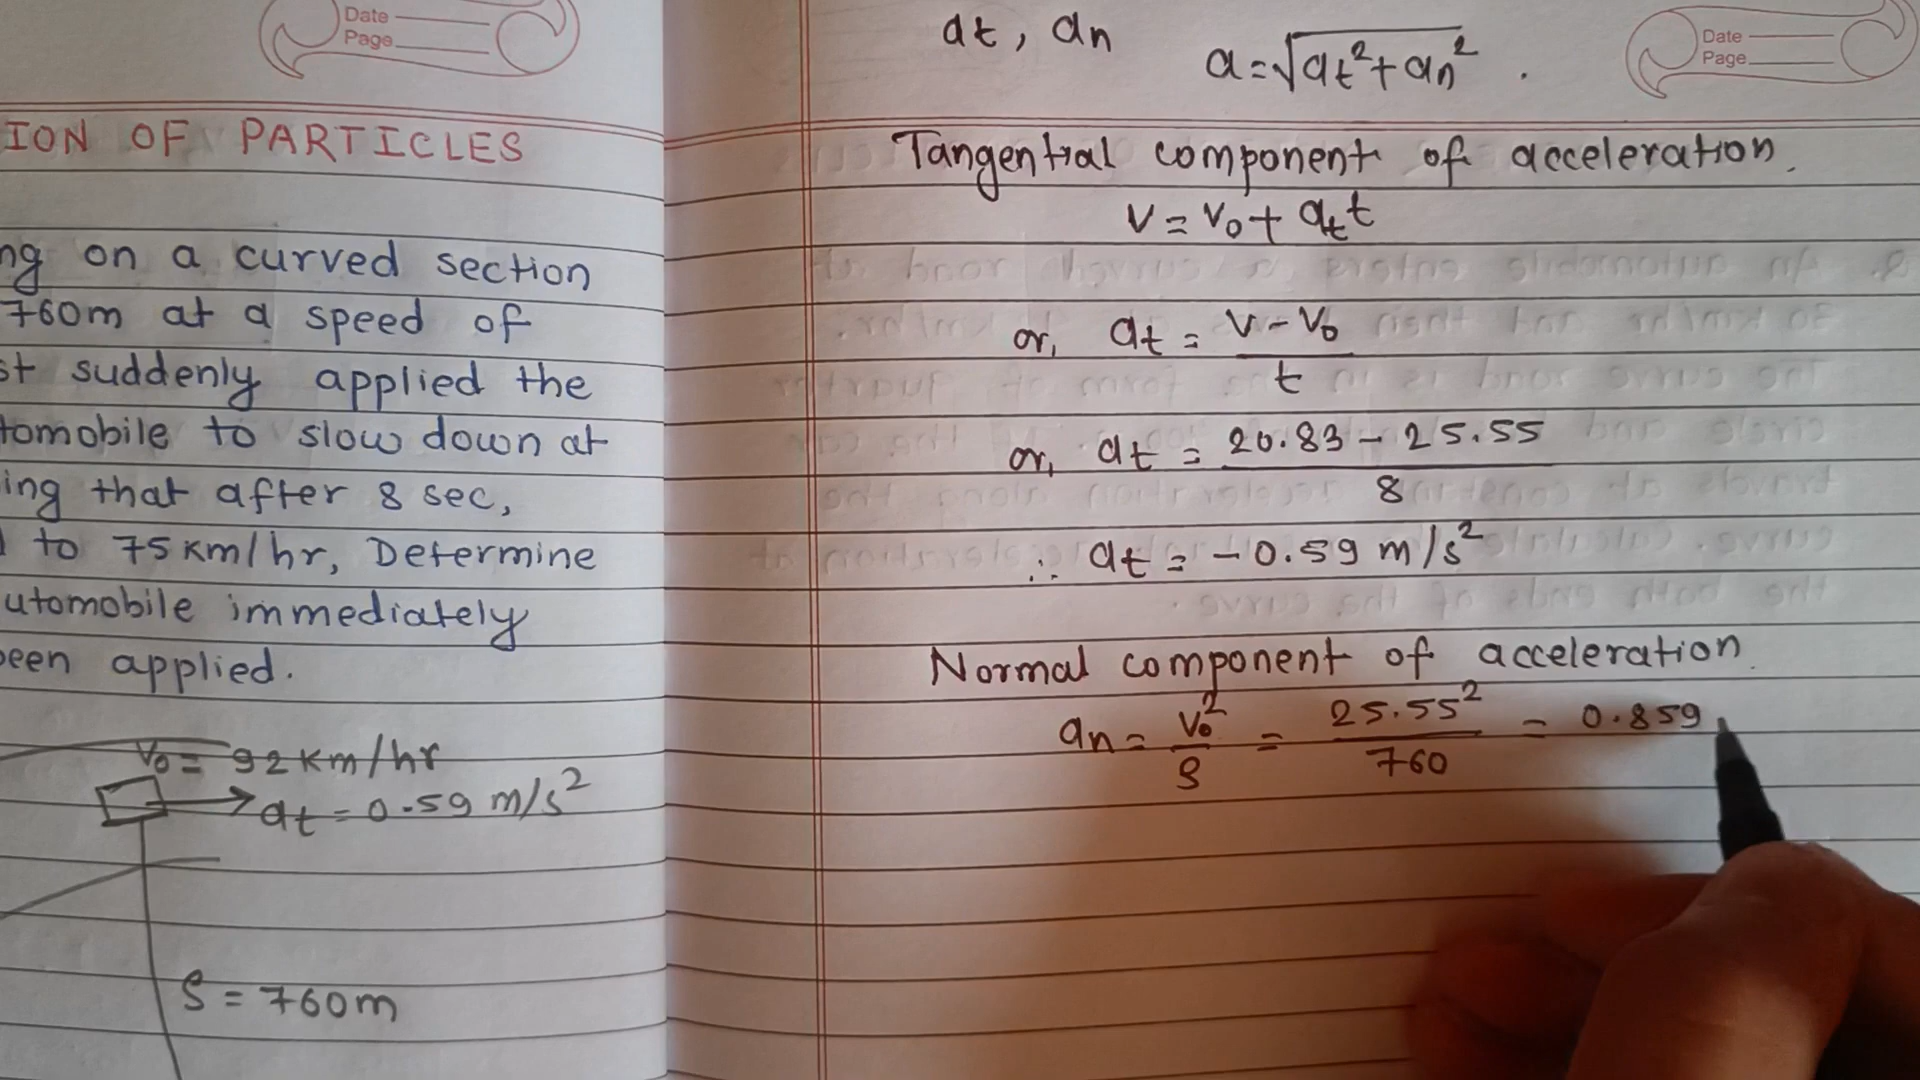 Date
Page
ION OF PARTICLES
ng on a curved section
760m at a speed of
st suddenly applied the
tomobile to slow down at
ing that after 8 sec,
to 75 km/hr, Determine
utomobile immediately
been applied.
v₀ = 92 km/hr
at = 0.59 m/s²
S = 760m
at, an
a = √at² + an².
Date
Page
Tangential component of acceleration.
v = v₀ + at t
or, at = v - v₀ / t
or, at = 20.83 - 25.55 / 8
∴ at = -0.59 m/s²
Normal component of acceleration.
an = v₀² / S = 25.55² / 760 = 0.859